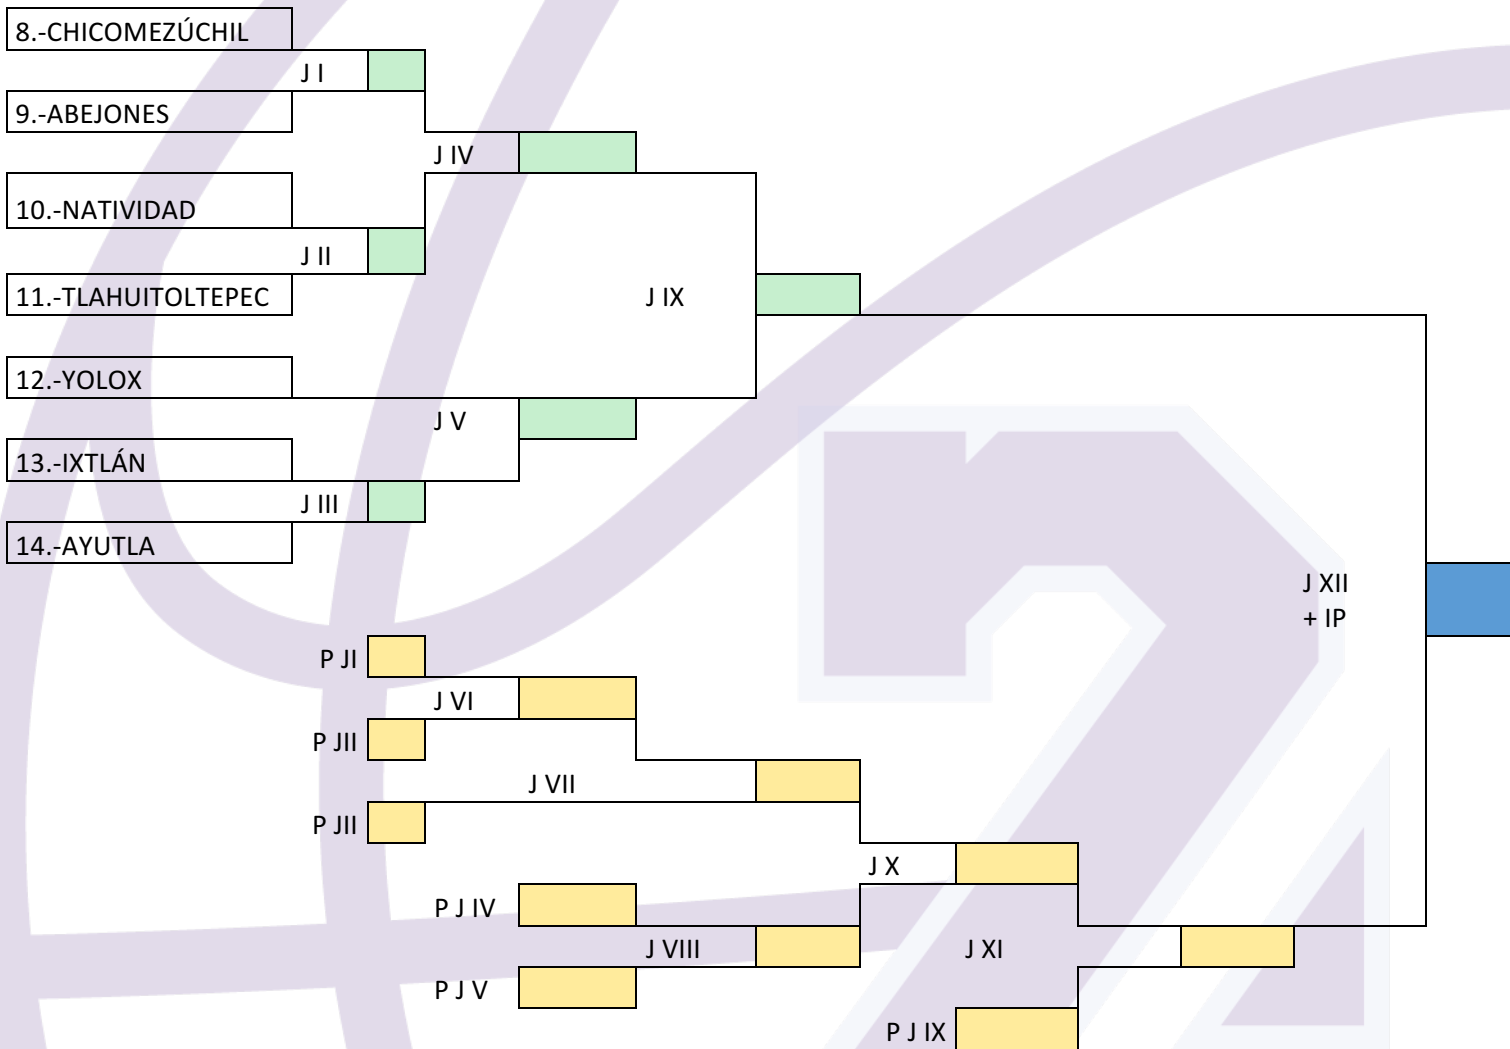 8.-CHICOMEZÚCHIL
J I
9.-ABEJONES
J IV
10.-NATIVIDAD
J II
11.-TLAHUITOLTEPEC
J IX
12.-YOLOX
J V
13.-IXTLÁN
J III
14.-AYUTLA
J XII
+ IP
P JI
J VI
P JII
J VII
P JII
J X
P J IV
J VIII
J XI
P J V
P J IX